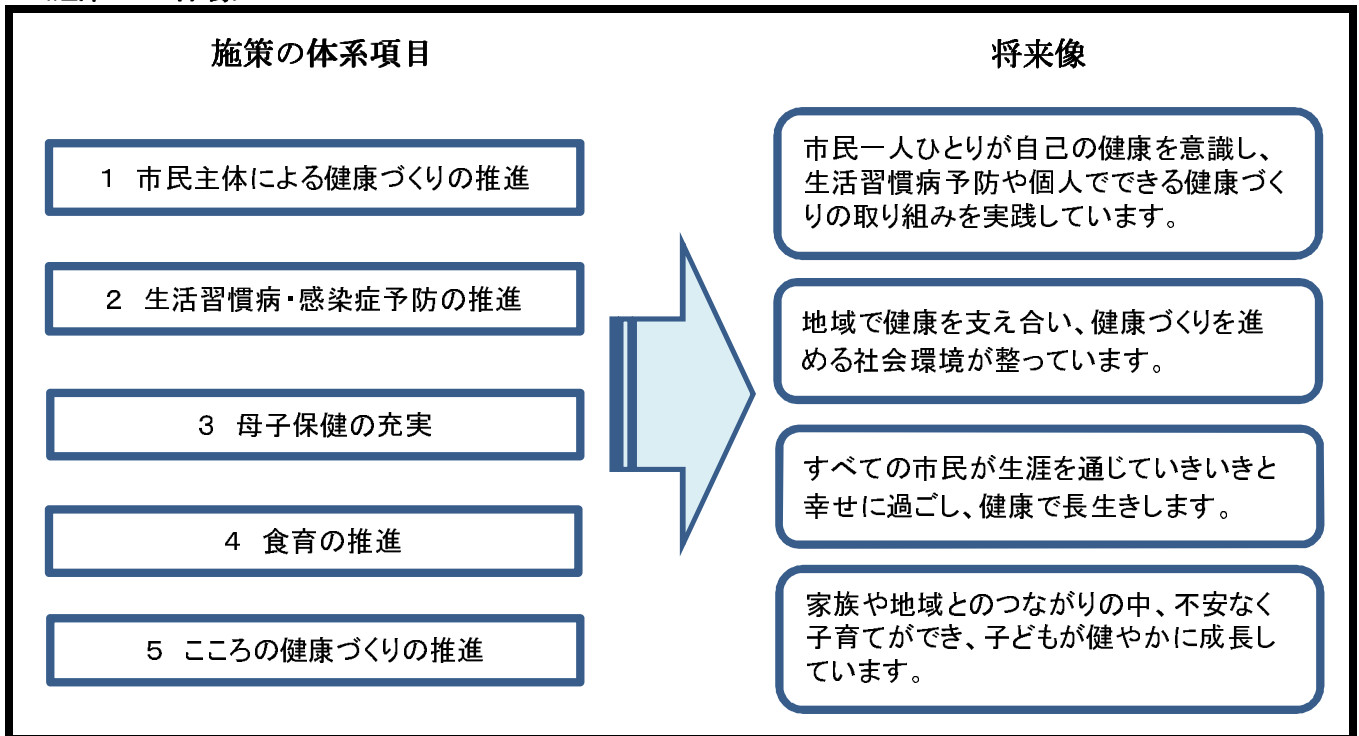 施策の体系項目
1 市民主体による健康づくりの推進
2 生活習慣病・感染症予防の推進
3 母子保健の充実
4 食育の推進
5 こころの健康づくりの推進
将来像
市民一人ひとりが自己の健康を意識し、
生活習慣病予防や個人でできる健康づく
りの取り組みを実践しています。
地域で健康を支え合い、健康づくりを進
める社会環境が整っています。
すべての市民が生涯を通じていきいきと
幸せに過ごし、健康で長生きします。
家族や地域とのつながりの中、不安なく
子育てができ、子どもが健やかに成長し
ています。